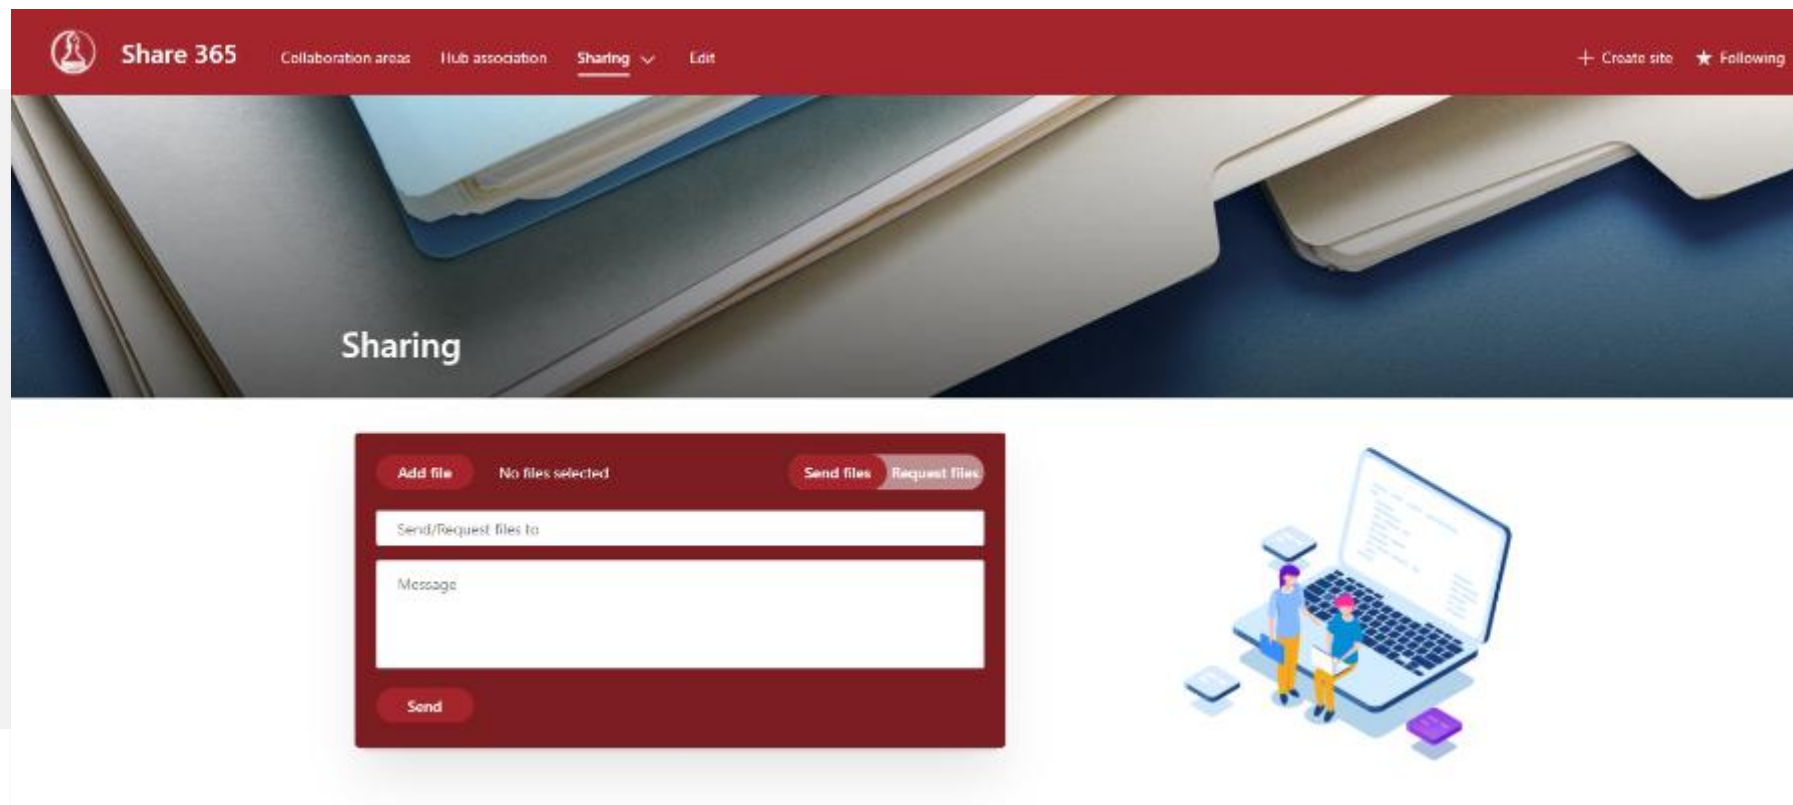 Share 365 Collaboration areas Hub association Sharing Edit + Create site ★ Following
Sharing
Add file No files selected Send files Request files
Send/Request files to
Message
Send